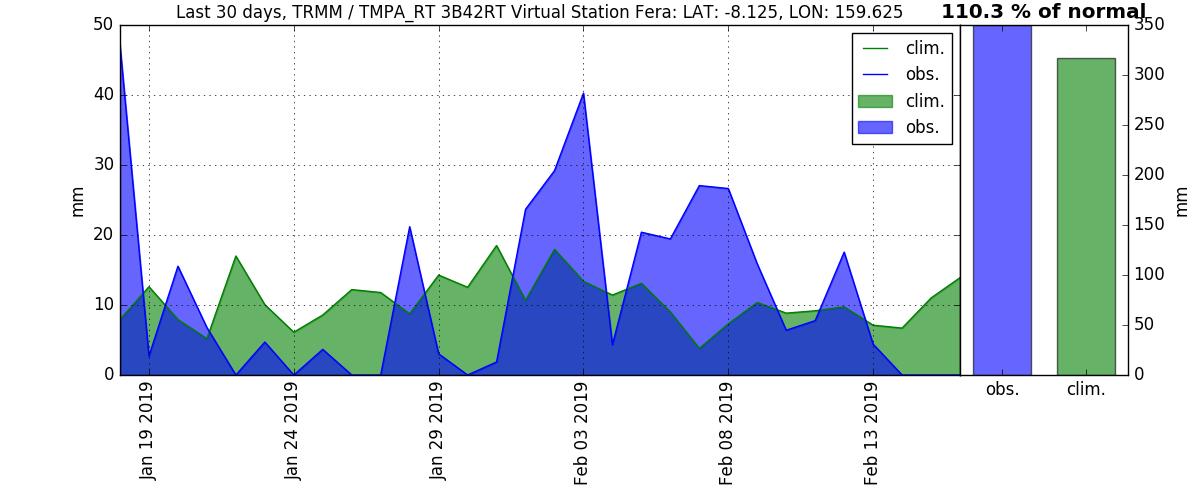 Last 30 days, TRMM / TMPA_RT 3B42RT Virtual Station Fera: LAT: -8.125, LON: 159.625
110.3 % of normal
50
40
30
20
10
0
mm
clim.
obs.
clim.
obs.
350
300
250
200
150
100
50
0
mm
obs.
clim.
Jan 19 2019
Jan 24 2019
Jan 29 2019
Feb 03 2019
Feb 08 2019
Feb 13 2019